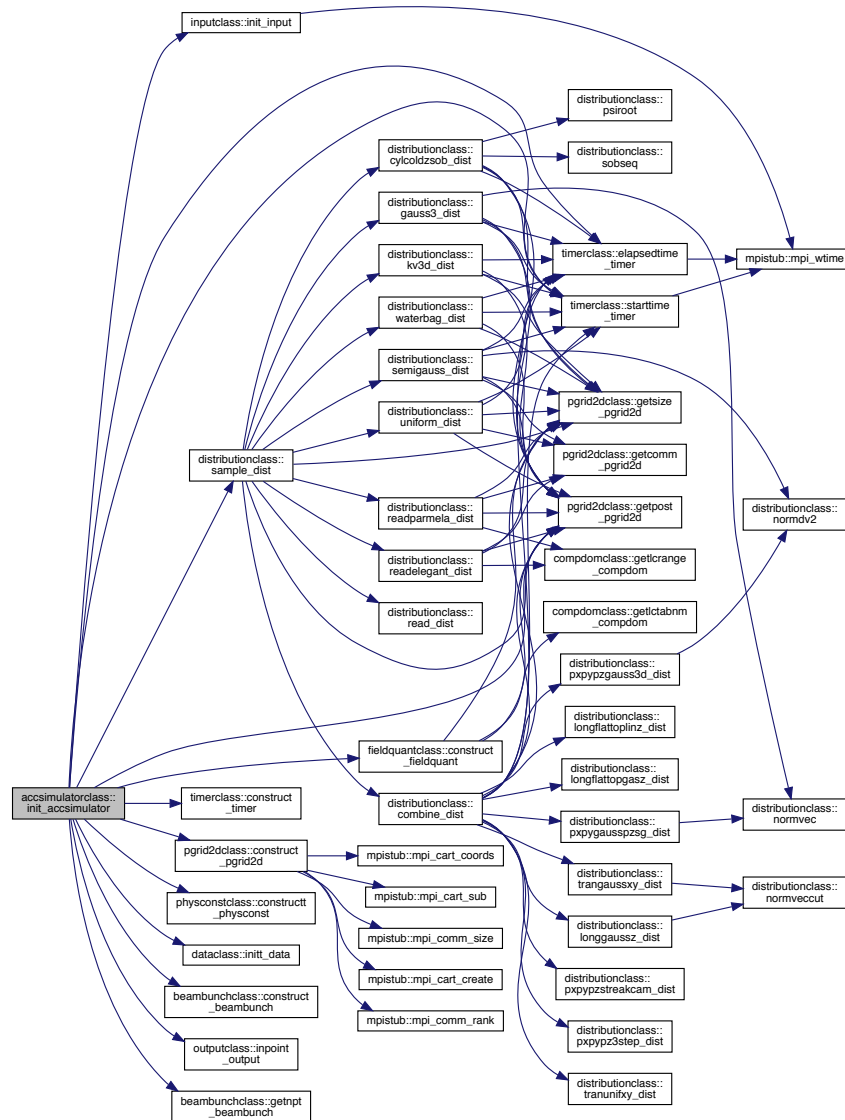 inputclass::init_input
distributionclass::
psiroot
distributionclass::
cylcoldzsob_dist
distributionclass::
sobseq
distributionclass::
gauss3_dist
timerclass::elapsedtime
_timer
mpistub::mpi_wtime
distributionclass::
kv3d_dist
timerclass::starttime
_timer
distributionclass::
waterbag_dist
distributionclass::
semigauss_dist
pgrid2dclass::getsize
_pgrid2d
distributionclass::
uniform_dist
pgrid2dclass::getcomm
_pgrid2d
distributionclass::
sample_dist
distributionclass::
readparmela_dist
pgrid2dclass::getpost
_pgrid2d
distributionclass::
normdv2
distributionclass::
readelegant_dist
compdomclass::getlcrange
_compdom
distributionclass::
read_dist
compdomclass::getlctabnm
_compdom
distributionclass::
pxpypzgauss3d_dist
distributionclass::
longflattoplinz_dist
fieldquantclass::construct
_fieldquant
distributionclass::
longflattopgasz_dist
accsimulatorclass::
init_accsimulator
timerclass::construct
_timer
distributionclass::
combine_dist
distributionclass::
pxpygausspzsg_dist
distributionclass::
normvec
pgrid2dclass::construct
_pgrid2d
mpistub::mpi_cart_coords
distributionclass::
trangaussxy_dist
distributionclass::
normveccut
physconstclass::constructt
_physconst
mpistub::mpi_cart_sub
distributionclass::
longgaussz_dist
dataclass::initt_data
mpistub::mpi_comm_size
distributionclass::
pxpypzstreakcam_dist
beambunchclass::construct
_beambunch
mpistub::mpi_cart_create
mpistub::mpi_comm_rank
distributionclass::
pxpypz3step_dist
outputclass::inpoint
_output
distributionclass::
tranunifxy_dist
beambunchclass::getnpt
_beambunch